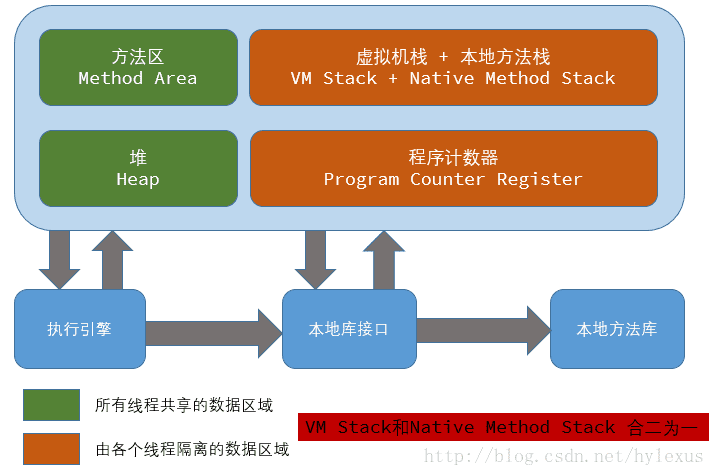 方法区
Method Area
虚拟机栈 + 本地方法栈
VM Stack + Native Method Stack
堆
Heap
程序计数器
Program Counter Register
执行引擎
本地库接口
本地方法库
所有线程共享的数据区域
由各个线程隔离的数据区域
VM Stack和Native Method Stack 合二为一
http://blog.csdn.net/hylexus